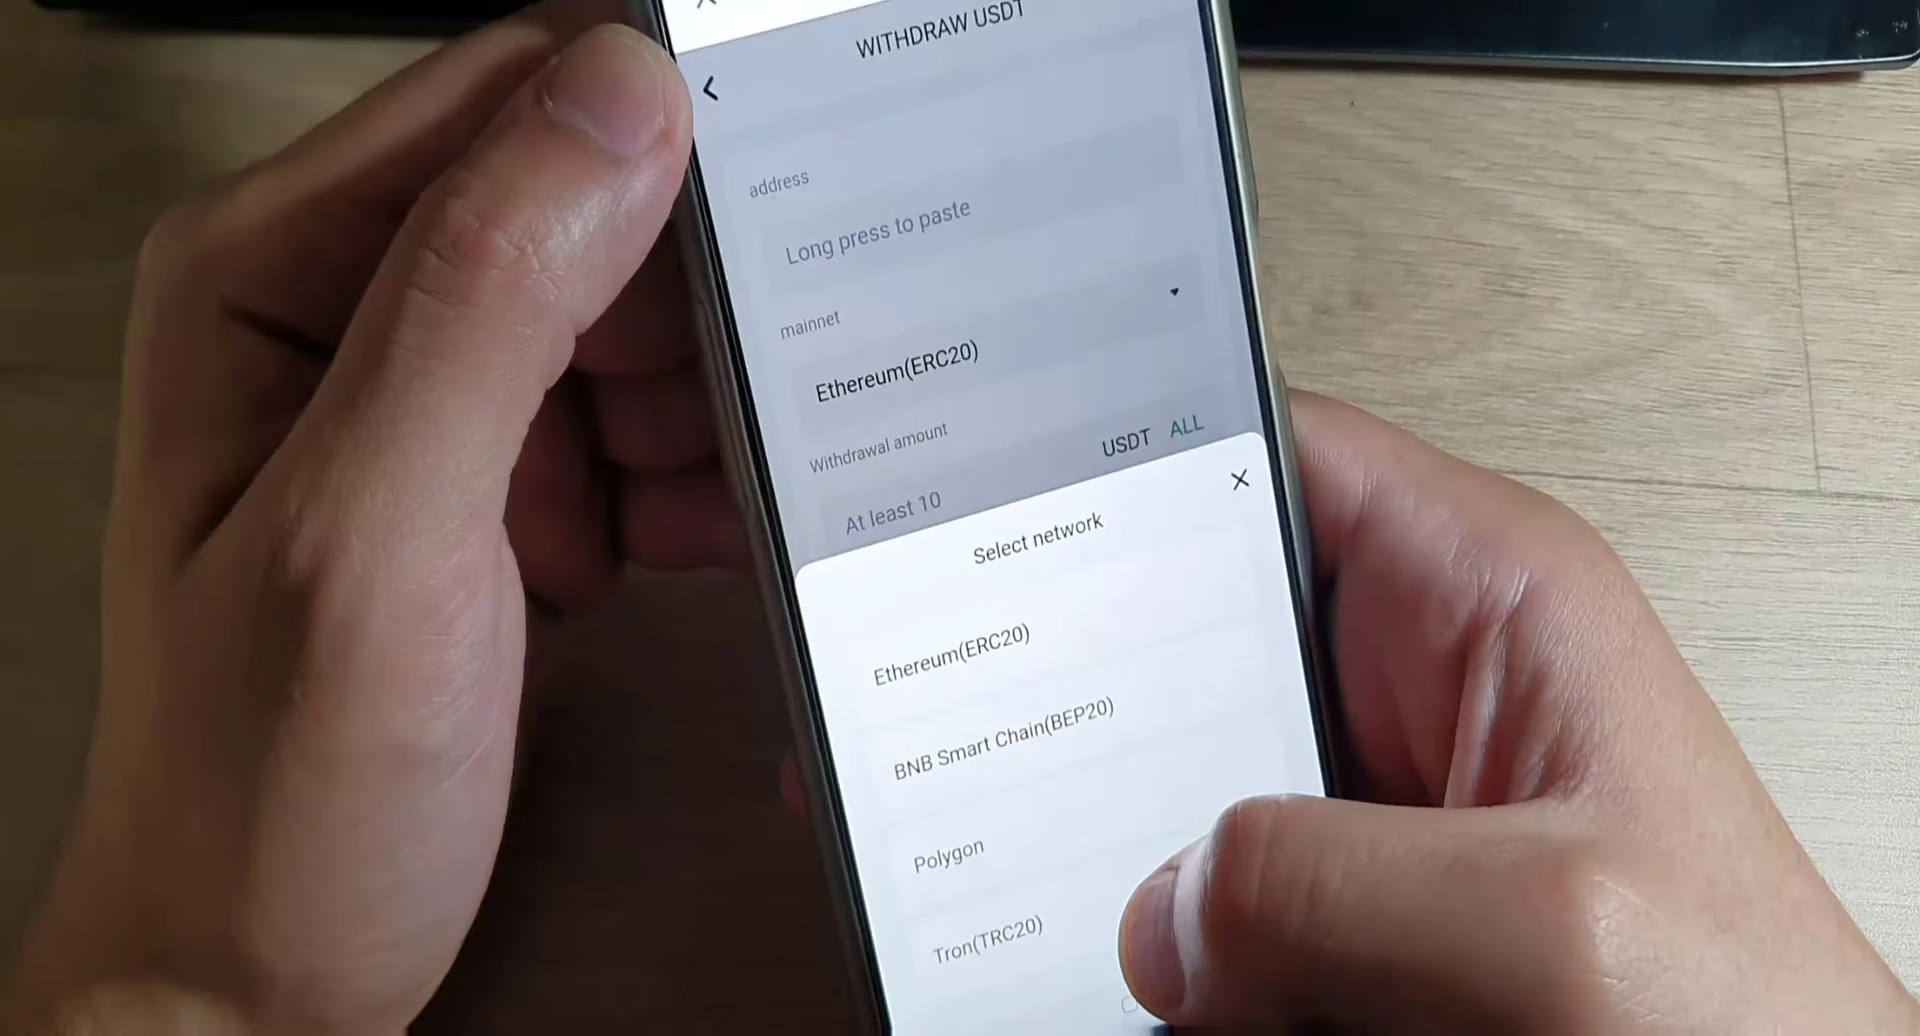 WITHDRAW USDT
address
Long press to paste
mainnet
Ethereum(ERC20)
Withdrawal amount
At least 10
USDT ALL
Select network
Ethereum(ERC20)
BNB Smart Chain(BEP20)
Polygon
Tron(TRC20)